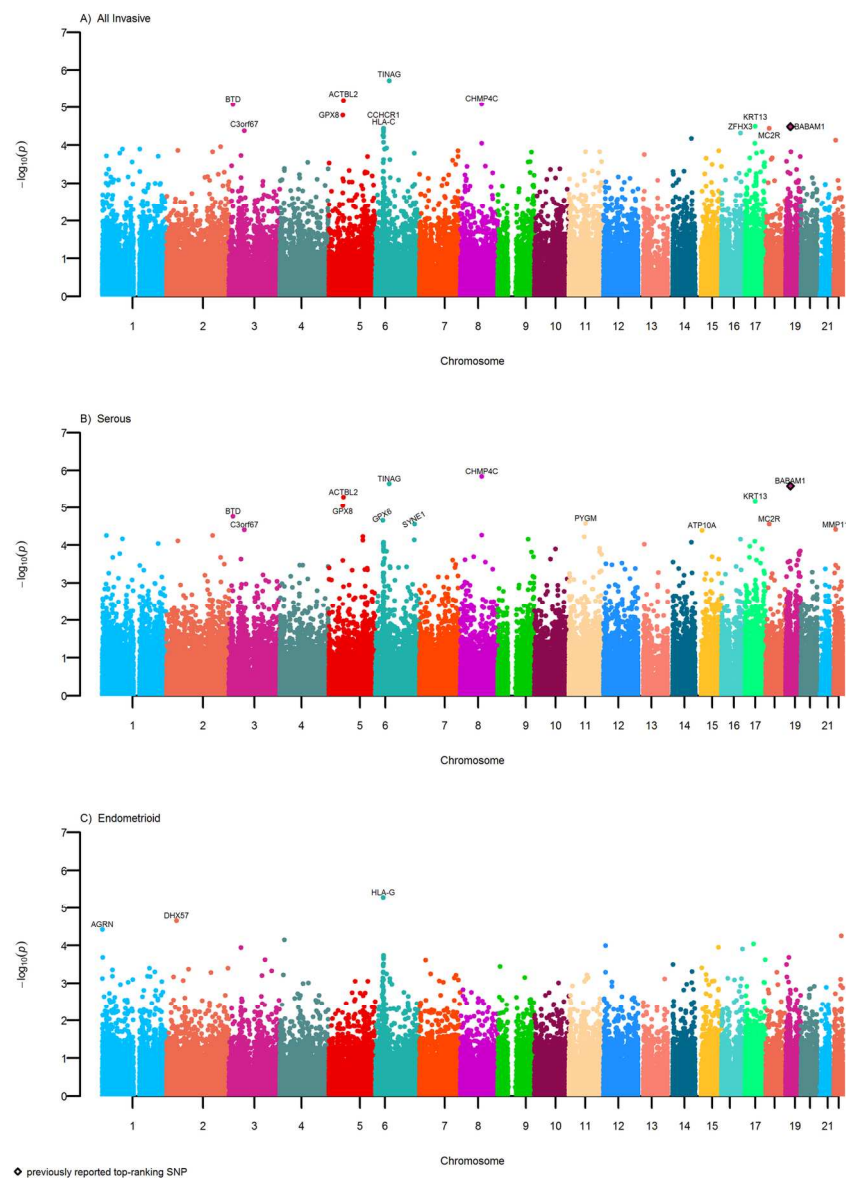 A) All Invasive
7
6
5
4
3
2
1
0
−log10(p)
BTD
C3orf67
ACTBL2
GPX8
TINAG
CCHCR1
HLA-C
CHMP4C
ZFHX3
KRT13
MC2R
BABAM1
1 2 3 4 5 6 7 8 9 10 11 12 13 14 15 16 17 19 21
Chromosome
B) Serous
7
6
5
4
3
2
1
0
−log10(p)
BTD
C3orf67
ACTBL2
GPX8
TINAG
GPX6
SYNE1
CHMP4C
PYGM
ATP10A
KRT13
MC2R
BABAM1
MMP1
1 2 3 4 5 6 7 8 9 10 11 12 13 14 15 16 17 19 21
Chromosome
C) Endometrioid
7
6
5
4
3
2
1
0
−log10(p)
AGRN
DHX57
HLA-G
1 2 3 4 5 6 7 8 9 10 11 12 13 14 15 16 17 19 21
Chromosome
previously reported top-ranking SNP